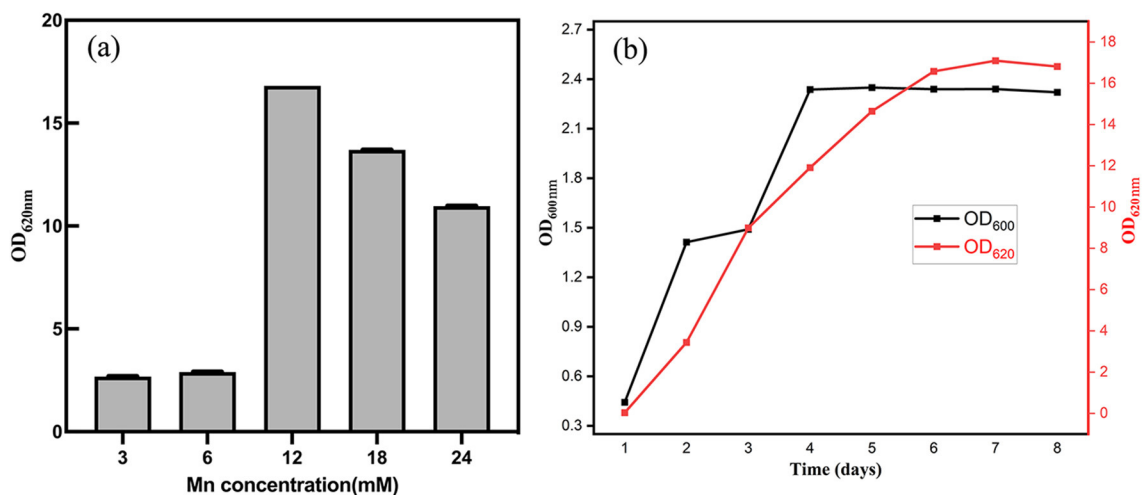 (a)
20
15
10
5
0
OD620nm
3 6 12 18 24
Mn concentration(mM)
(b)
2.7
2.4
2.1
1.8
1.5
1.2
0.9
0.6
0.3
OD600nm
OD600
OD620
18
16
14
12
10
8
6
4
2
0
OD620nm
1 2 3 4 5 6 7 8
Time (days)